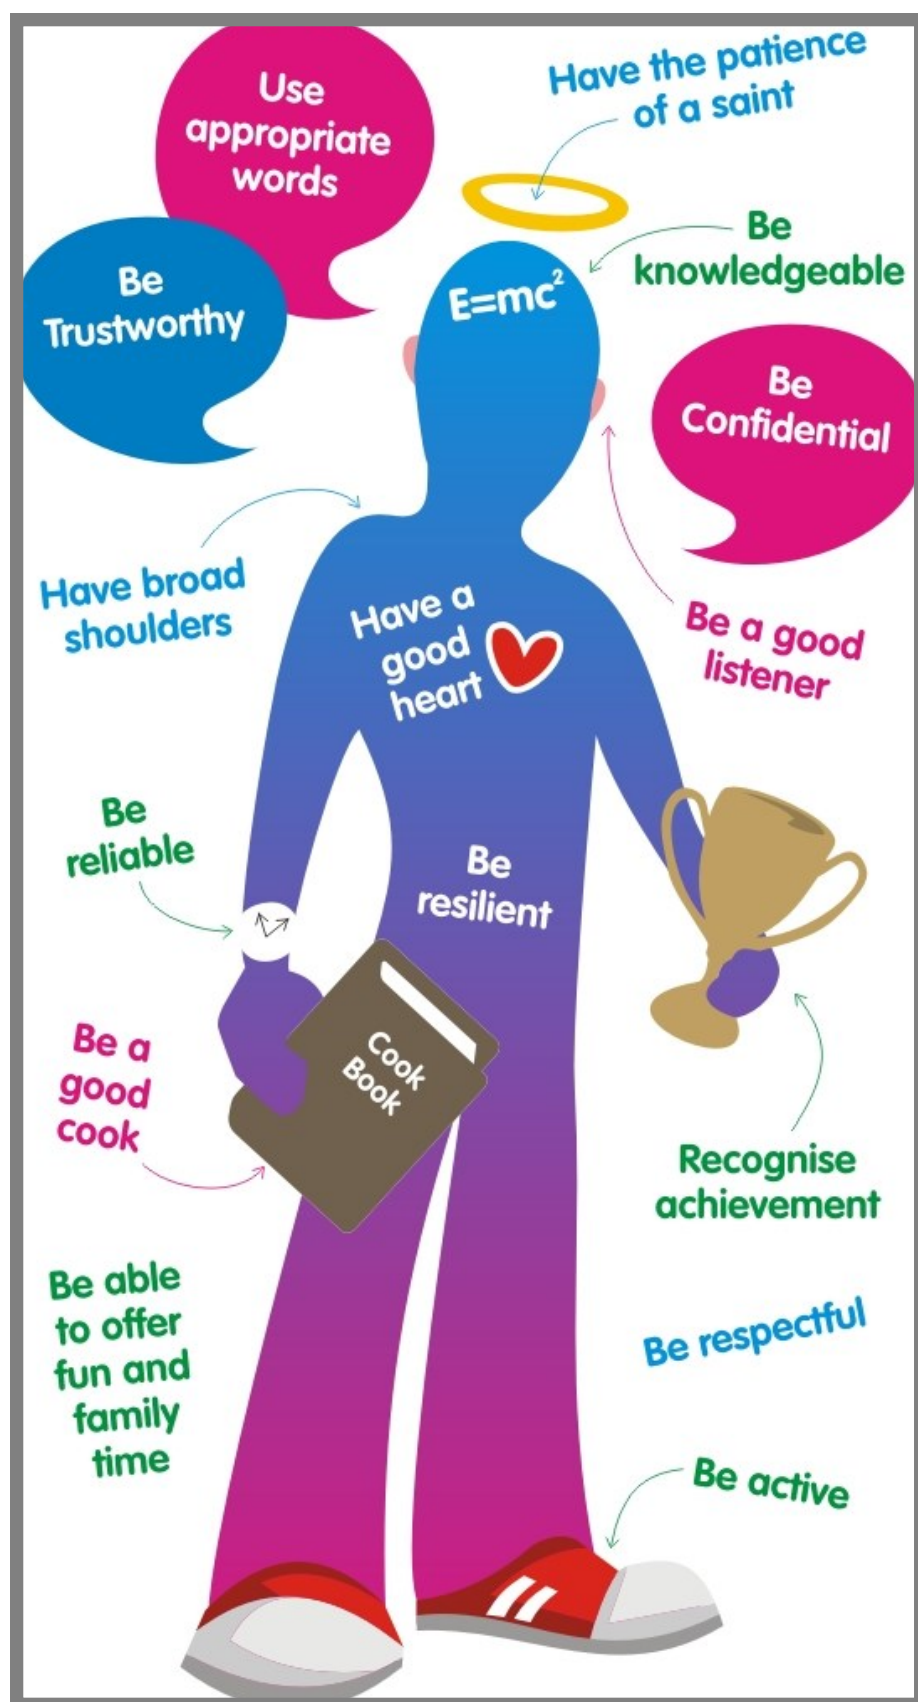 Have the patience
of a saint
Use
appropriate
words
Be
knowledgeable
Be
Trustworthy
E=mc²
Be
Confidential
Have broad
shoulders
Have a
good
heart
Be a good
listener
Be
reliable
Be
resilient
Be a
good
cook
Cook
Book
Recognise
achievement
Be able
to offer
fun and
family
time
Be respectful
Be active